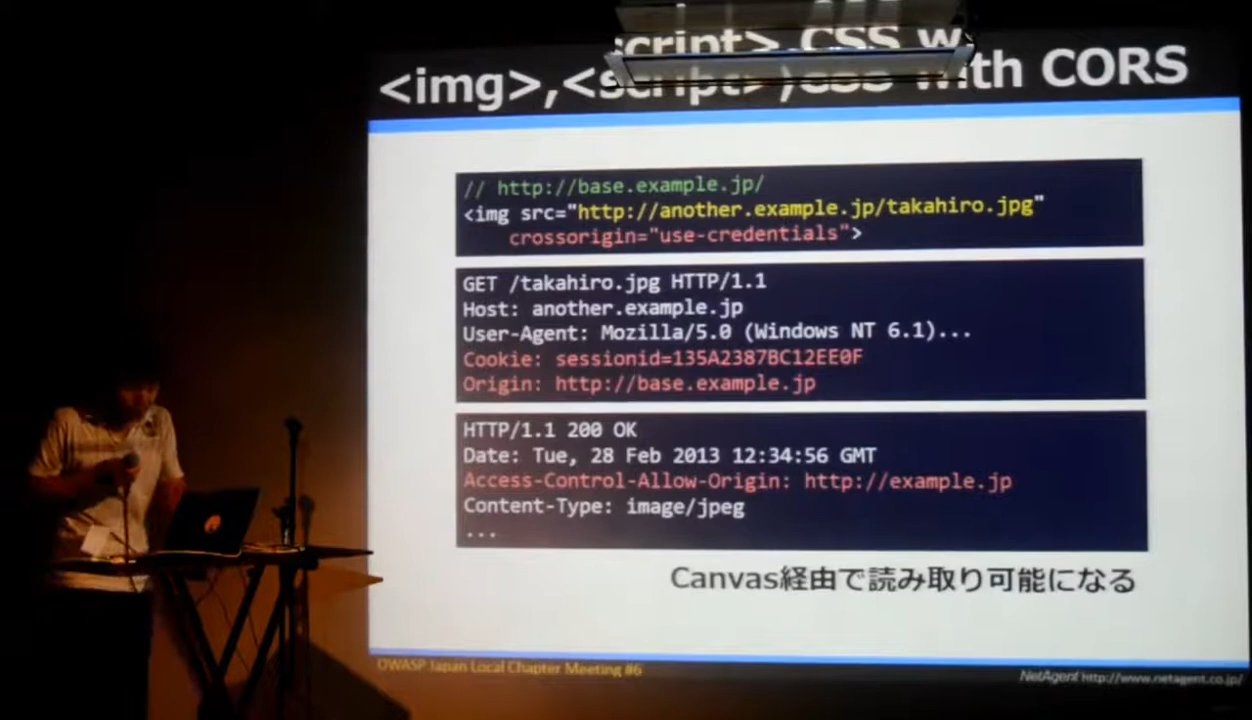 <img>,<script>,CSS with CORS
// http://base.example.jp/
<img src="http://another.example.jp/takahiro.jpg"
crossorigin="use-credentials">
GET /takahiro.jpg HTTP/1.1
Host: another.example.jp
User-Agent: Mozilla/5.0 (Windows NT 6.1)...
Cookie: sessionid=135A2387BC12EE0F
Origin: http://base.example.jp
HTTP/1.1 200 OK
Date: Tue, 28 Feb 2013 12:34:56 GMT
Access-Control-Allow-Origin: http://example.jp
Content-Type: image/jpeg
...
Canvas経由で読み取り可能になる
OWASP Japan Local Chapter Meeting #6
NetAgent http://www.netagent.co.jp/